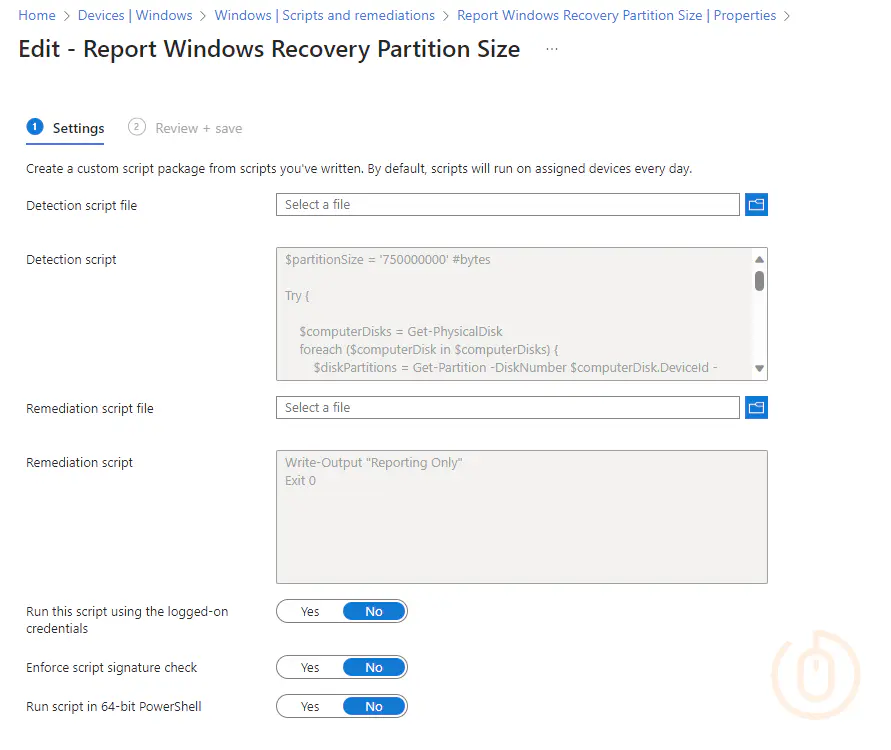 Home > Devices | Windows > Windows | Scripts and remediations > Report Windows Recovery Partition Size | Properties >
Edit - Report Windows Recovery Partition Size ...
1 Settings 2 Review + save
Create a custom script package from scripts you've written. By default, scripts will run on assigned devices every day.
Detection script file Select a file
Detection script
$partitionSize = '750000000' #bytes
Try {
$computerDisks = Get-PhysicalDisk
foreach ($computerDisk in $computerDisks) {
$diskPartitions = Get-Partition -DiskNumber $computerDisk.DeviceId -
Remediation script file Select a file
Remediation script
Write-Output "Reporting Only"
Exit 0
Run this script using the logged-on
credentials
Yes No
Enforce script signature check Yes No
Run script in 64-bit PowerShell Yes No